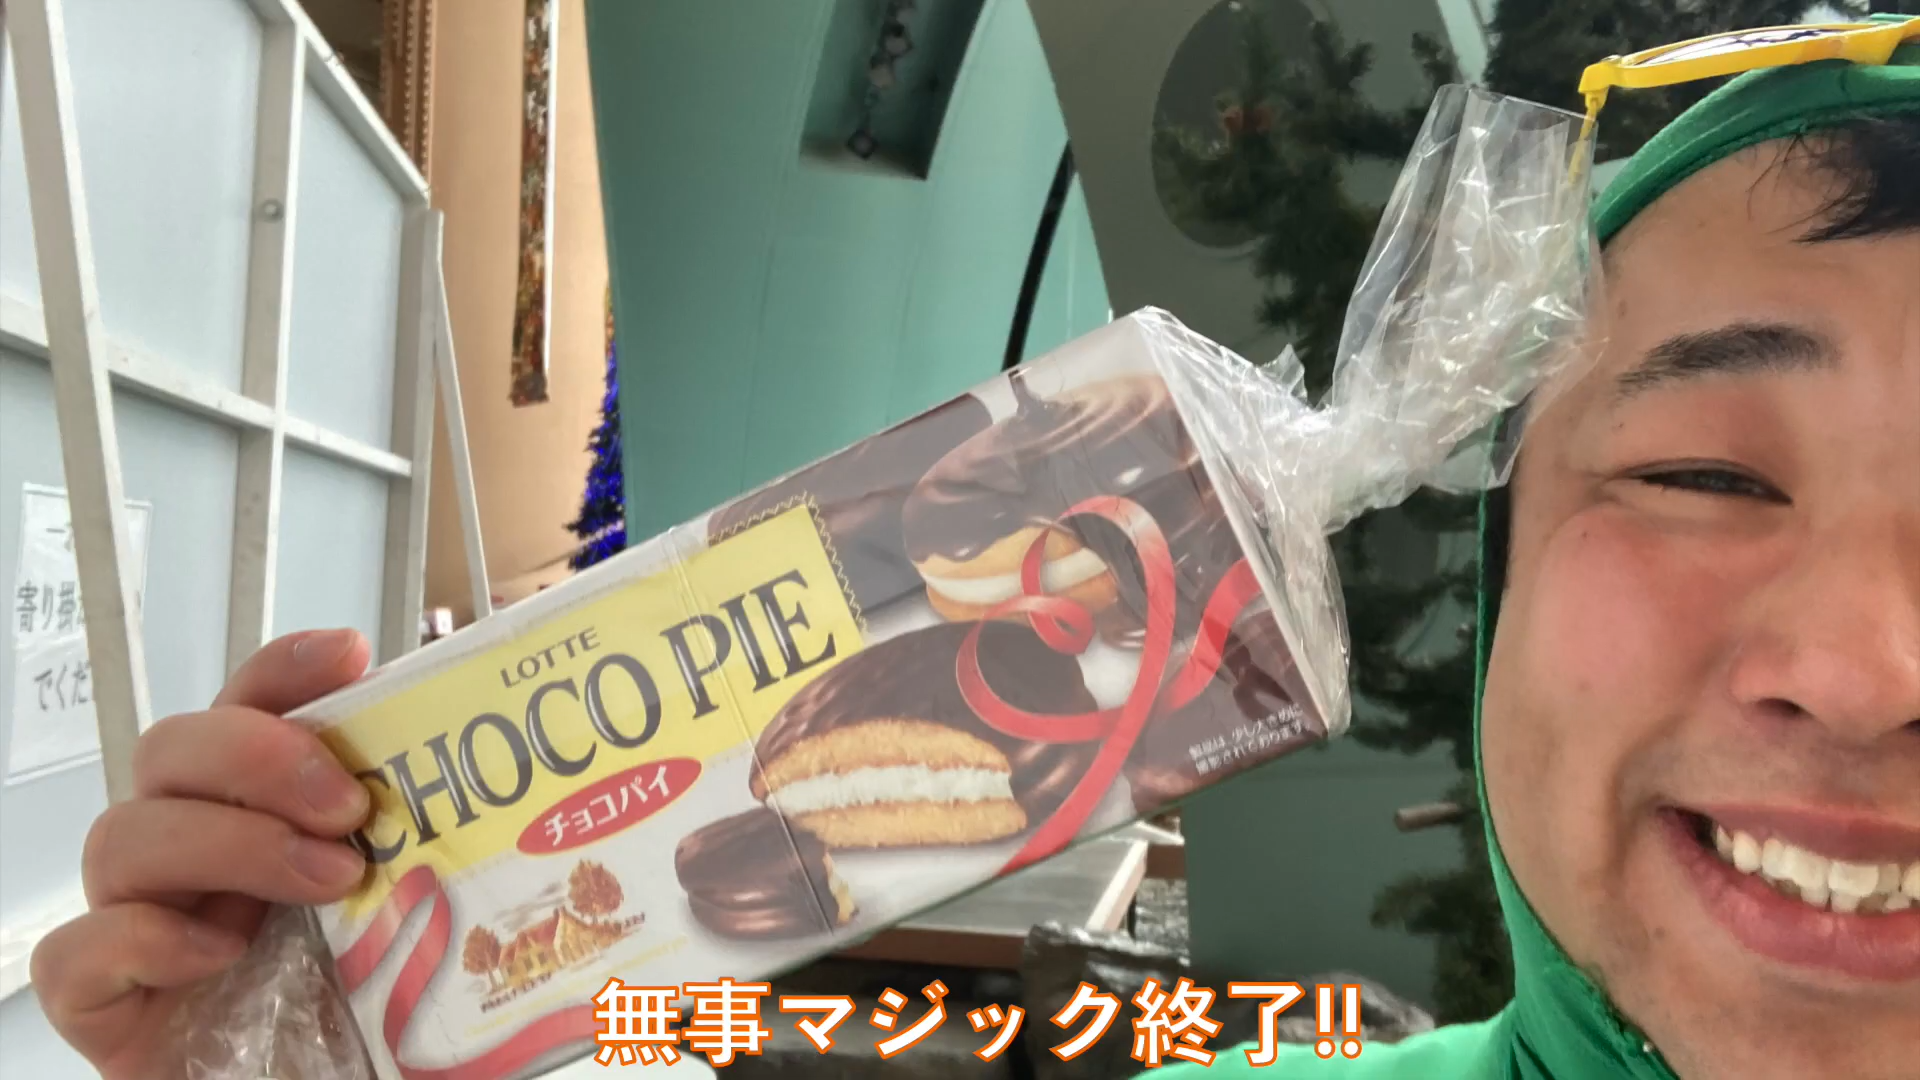 LOTTE
CHOCO PIE
チョコパイ
製品は、少し大きめに
撮影されております。
寄り
でくだ
無事マジック終了!!